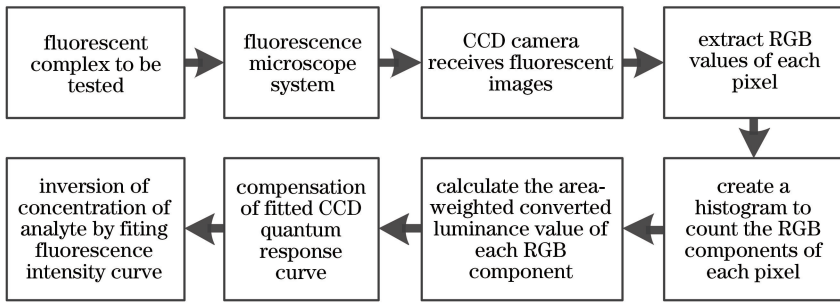 fluorescent
complex to be
tested
fluorescence
microscope
system
CCD camera
receives fluorescent
images
extract RGB
values of each
pixel
create a
histogram to
count the RGB
components of
each pixel
calculate the area-
weighted converted
luminance value of
each RGB
component
compensation
of fitted CCD
quantum
response
curve
inversion of
concentration of
analyte by fiting
fluorescence
intensity curve